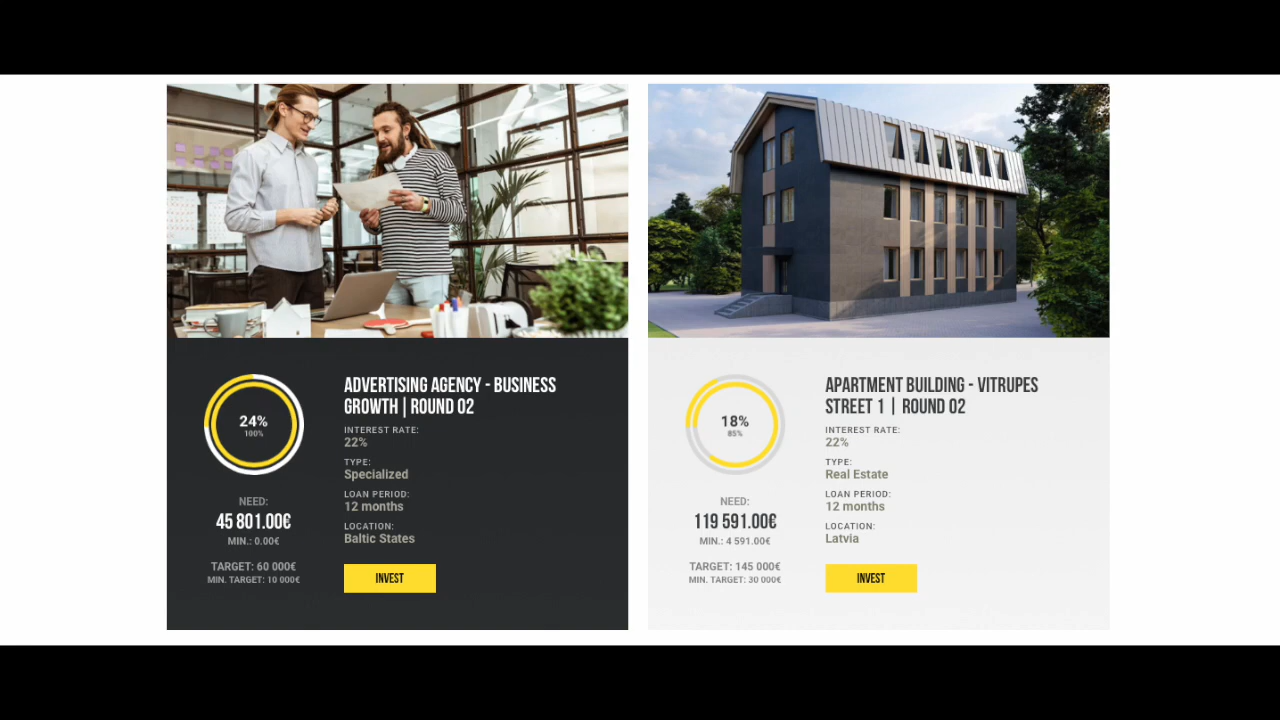 24%
100%
NEED:
45 801.00€
MIN.: 0.00€
TARGET: 60 000€
MIN. TARGET: 10 000€
ADVERTISING AGENCY - BUSINESS
GROWTH | ROUND 02
INTEREST RATE:
22%
TYPE:
Specialized
LOAN PERIOD:
12 months
LOCATION:
Baltic States
INVEST
18%
85%
NEED:
119 591.00€
MIN.: 4 591.00€
TARGET: 145 000€
MIN. TARGET: 30 000€
APARTMENT BUILDING - VITRUPES
STREET 1 | ROUND 02
INTEREST RATE:
22%
TYPE:
Real Estate
LOAN PERIOD:
12 months
LOCATION:
Latvia
INVEST